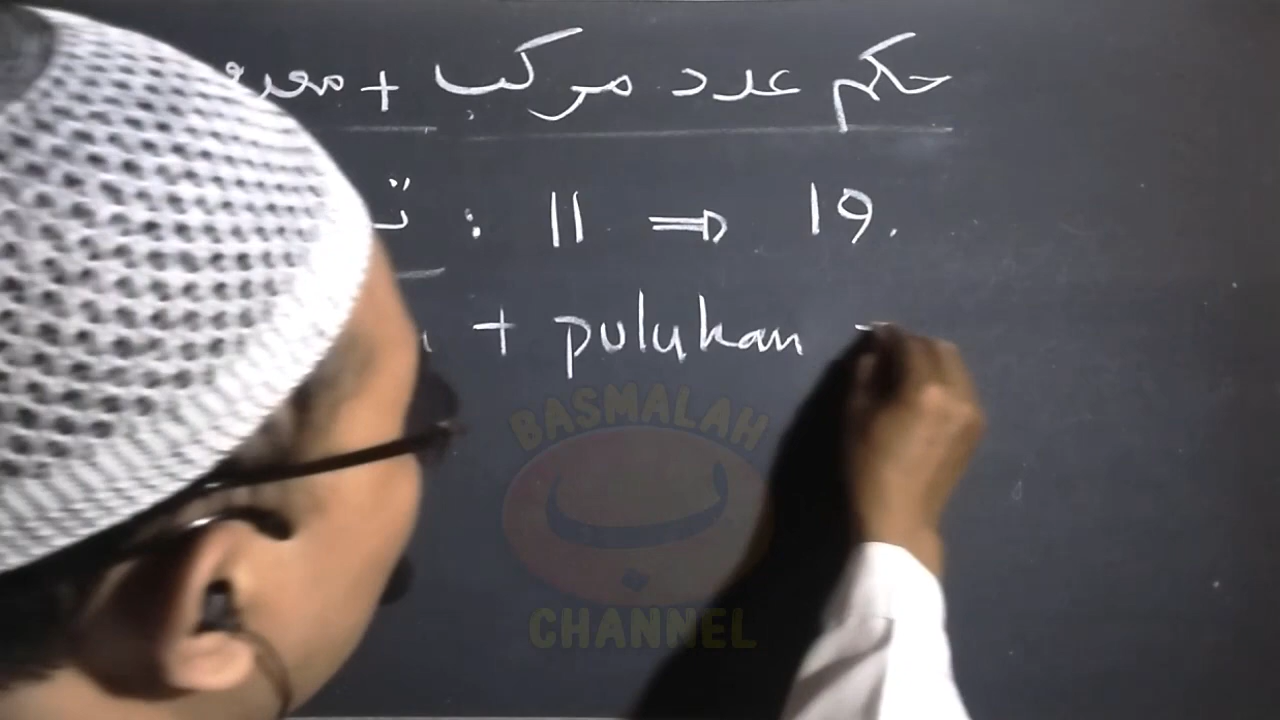 حكم عدد مركب +
: 11 ⇒ 19.
+ puluhan
BASMALAH
ب
CHANNEL